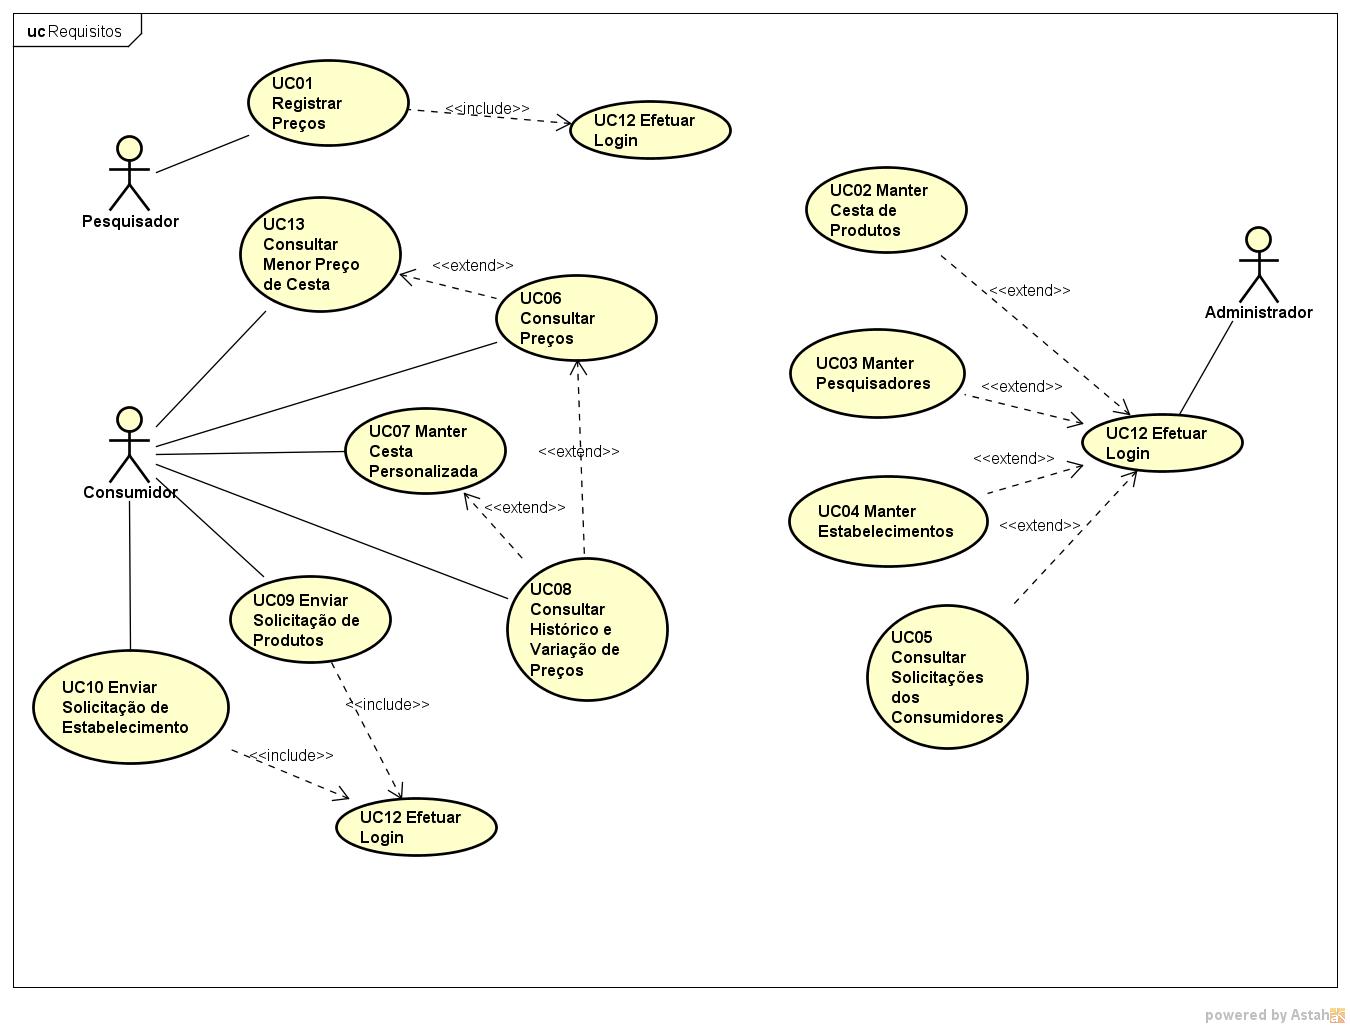 uc Requisitos
UC01
Registrar
Preços
<<include>>
UC12 Efetuar
Login
Pesquisador
UC13
Consultar
Menor Preço
de Cesta
<<extend>>
UC06
Consultar
Preços
UC07 Manter
Cesta
Personalizada
<<extend>>
<<extend>>
Consumidor
UC08
Consultar
Histórico e
Variação de
Preços
UC09 Enviar
Solicitação de
Produtos
UC10 Enviar
Solicitação de
Estabelecimento
<<include>>
<<include>>
UC12 Efetuar
Login
UC02 Manter
Cesta de
Produtos
<<extend>>
Administrador
UC03 Manter
Pesquisadores
<<extend>>
UC12 Efetuar
Login
<<extend>>
UC04 Manter
Estabelecimentos
<<extend>>
UC05
Consultar
Solicitações
dos
Consumidores
powered by Astah